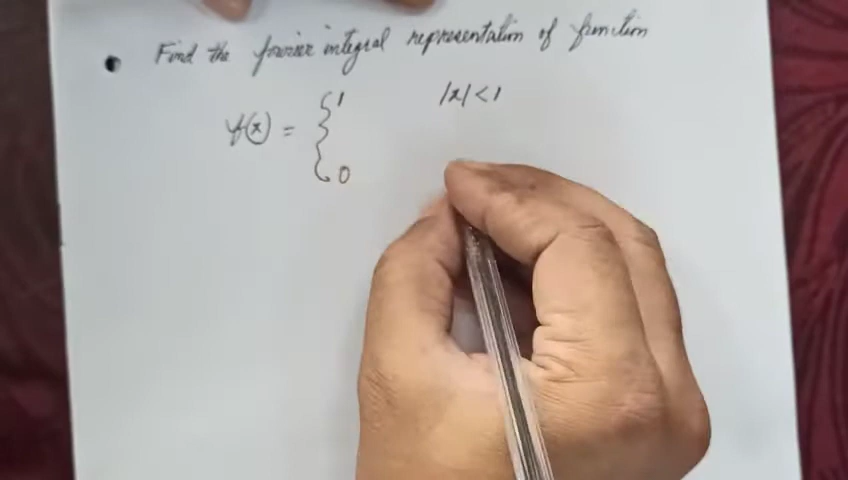 • Find the fourier integral representation of function
f(x) = { 1 |x| < 1
0